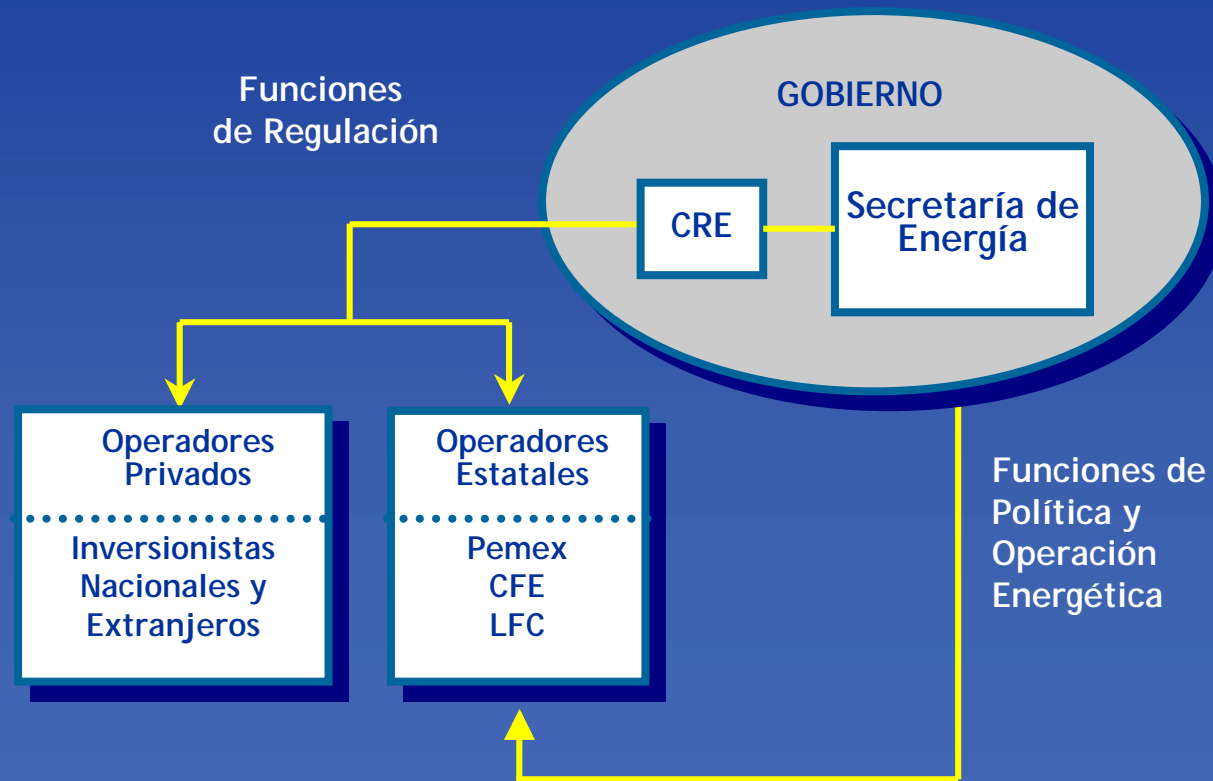 Funciones
de Regulación
GOBIERNO
CRE
Secretaría de
Energía
Operadores
Privados
Inversionistas
Nacionales y
Extranjeros
Operadores
Estatales
Pemex
CFE
LFC
Funciones de
Política y
Operación
Energética